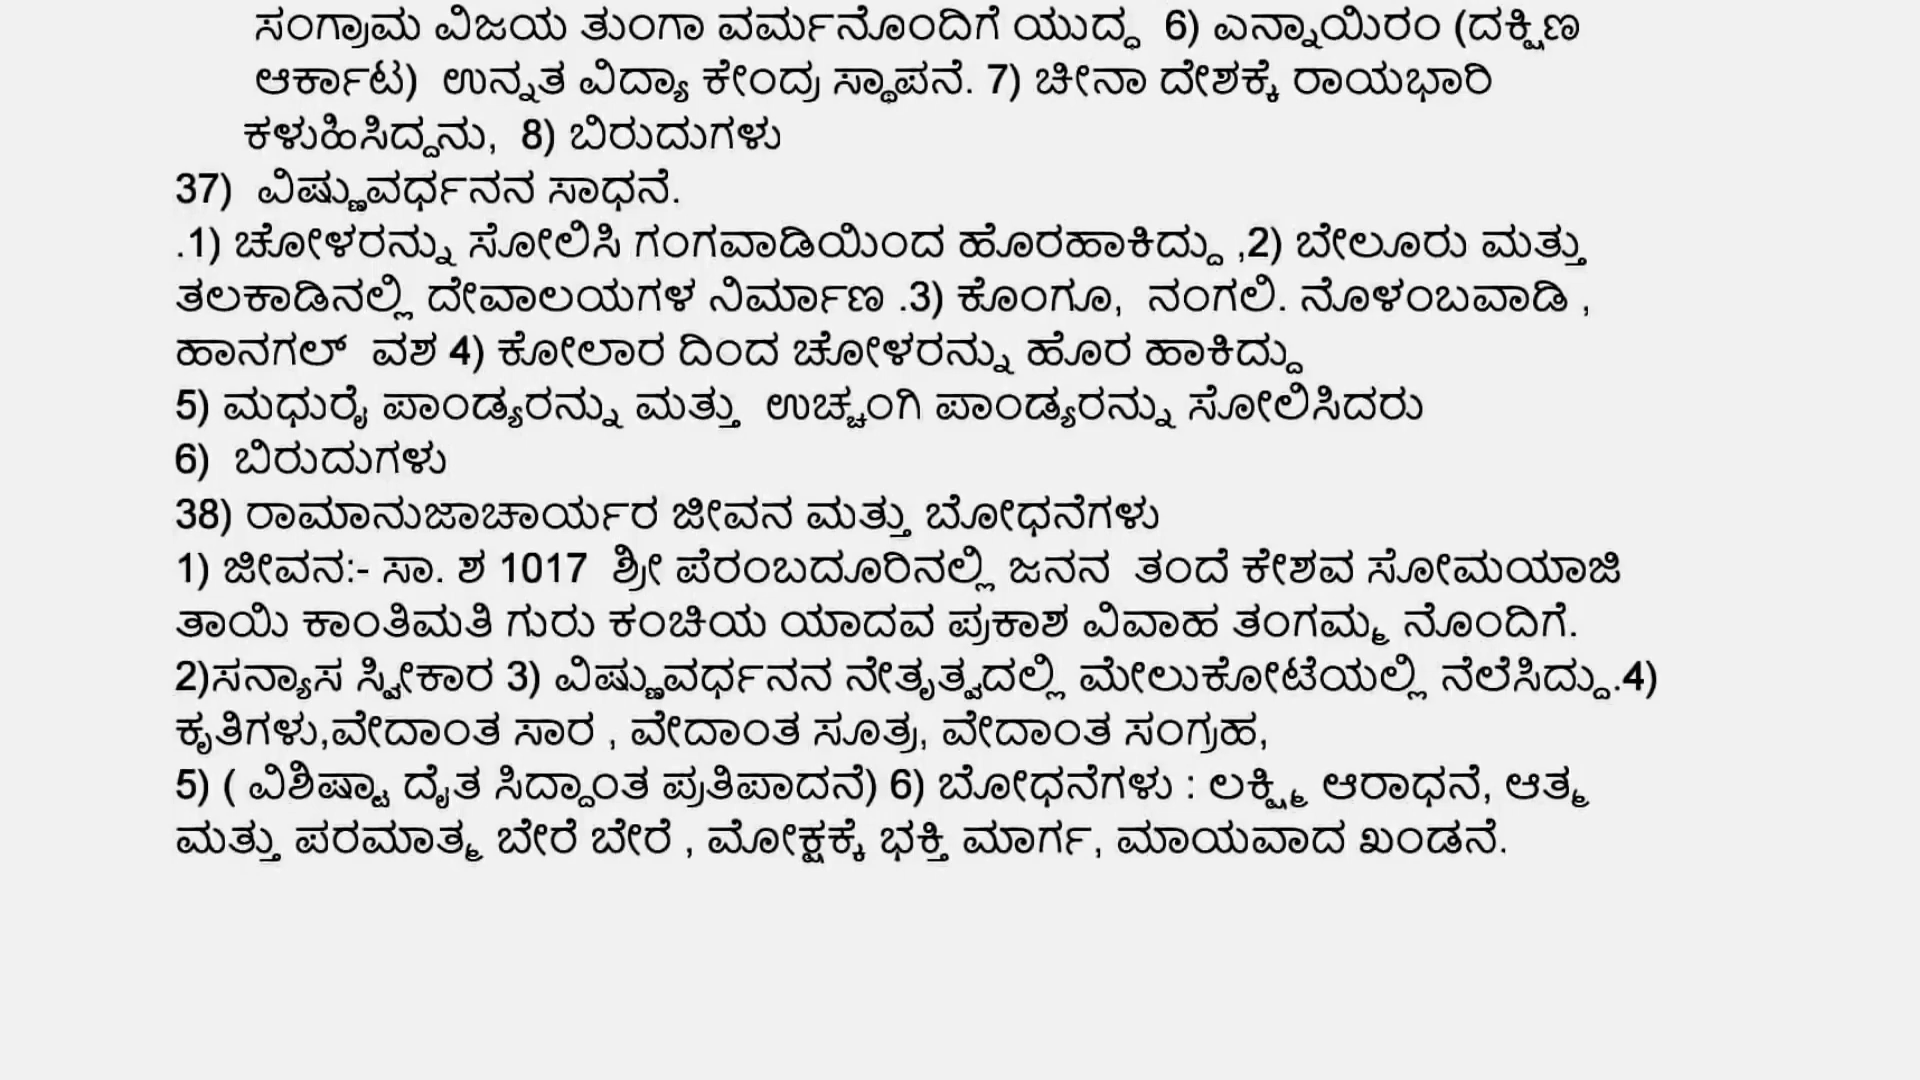 ಸಂಗ್ರಾಮ ವಿಜಯ ತುಂಗಾ ವರ್ಮನೊಂದಿಗೆ ಯುದ್ಧ 6) ಎನ್ನಾಯಿರಂ (ದಕ್ಷಿಣ
ಆರ್ಕಾಟ) ಉನ್ನತ ವಿದ್ಯಾ ಕೇಂದ್ರ ಸ್ಥಾಪನೆ. 7) ಚೀನಾ ದೇಶಕ್ಕೆ ರಾಯಭಾರಿ
ಕಳುಹಿಸಿದ್ದನು, 8) ಬಿರುದುಗಳು
37) ವಿಷ್ಣುವರ್ಧನನ ಸಾಧನೆ.
.1) ಚೋಳರನ್ನು ಸೋಲಿಸಿ ಗಂಗವಾಡಿಯಿಂದ ಹೊರಹಾಕಿದ್ದು ,2) ಬೇಲೂರು ಮತ್ತು
ತಲಕಾಡಿನಲ್ಲಿ ದೇವಾಲಯಗಳ ನಿರ್ಮಾಣ .3) ಕೊಂಗೂ, ನಂಗಲಿ. ನೊಳಂಬವಾಡಿ ,
ಹಾನಗಲ್ ವಶ 4) ಕೋಲಾರ ದಿಂದ ಚೋಳರನ್ನು ಹೊರ ಹಾಕಿದ್ದು
5) ಮಧುರೈ ಪಾಂಡ್ಯರನ್ನು ಮತ್ತು ಉಚ್ಚಂಗಿ ಪಾಂಡ್ಯರನ್ನು ಸೋಲಿಸಿದರು
6) ಬಿರುದುಗಳು
38) ರಾಮಾನುಜಾಚಾರ್ಯರ ಜೀವನ ಮತ್ತು ಬೋಧನೆಗಳು
1) ಜೀವನ:- ಸಾ. ಶ 1017 ಶ್ರೀ ಪೆರಂಬದೂರಿನಲ್ಲಿ ಜನನ ತಂದೆ ಕೇಶವ ಸೋಮಯಾಜಿ
ತಾಯಿ ಕಾಂತಿಮತಿ ಗುರು ಕಂಚಿಯ ಯಾದವ ಪ್ರಕಾಶ ವಿವಾಹ ತಂಗಮ್ಮ ನೊಂದಿಗೆ.
2)ಸನ್ಯಾಸ ಸ್ವೀಕಾರ 3) ವಿಷ್ಣುವರ್ಧನನ ನೇತೃತ್ವದಲ್ಲಿ ಮೇಲುಕೋಟೆಯಲ್ಲಿ ನೆಲೆಸಿದ್ದು.4)
ಕೃತಿಗಳು,ವೇದಾಂತ ಸಾರ , ವೇದಾಂತ ಸೂತ್ರ, ವೇದಾಂತ ಸಂಗ್ರಹ,
5) ( ವಿಶಿಷ್ಟಾ ದೈತ ಸಿದ್ದಾಂತ ಪ್ರತಿಪಾದನೆ) 6) ಬೋಧನೆಗಳು : ಲಕ್ಷ್ಮಿ ಆರಾಧನೆ, ಆತ್ಮ
ಮತ್ತು ಪರಮಾತ್ಮ ಬೇರೆ ಬೇರೆ , ಮೋಕ್ಷಕ್ಕೆ ಭಕ್ತಿ ಮಾರ್ಗ, ಮಾಯವಾದ ಖಂಡನೆ.